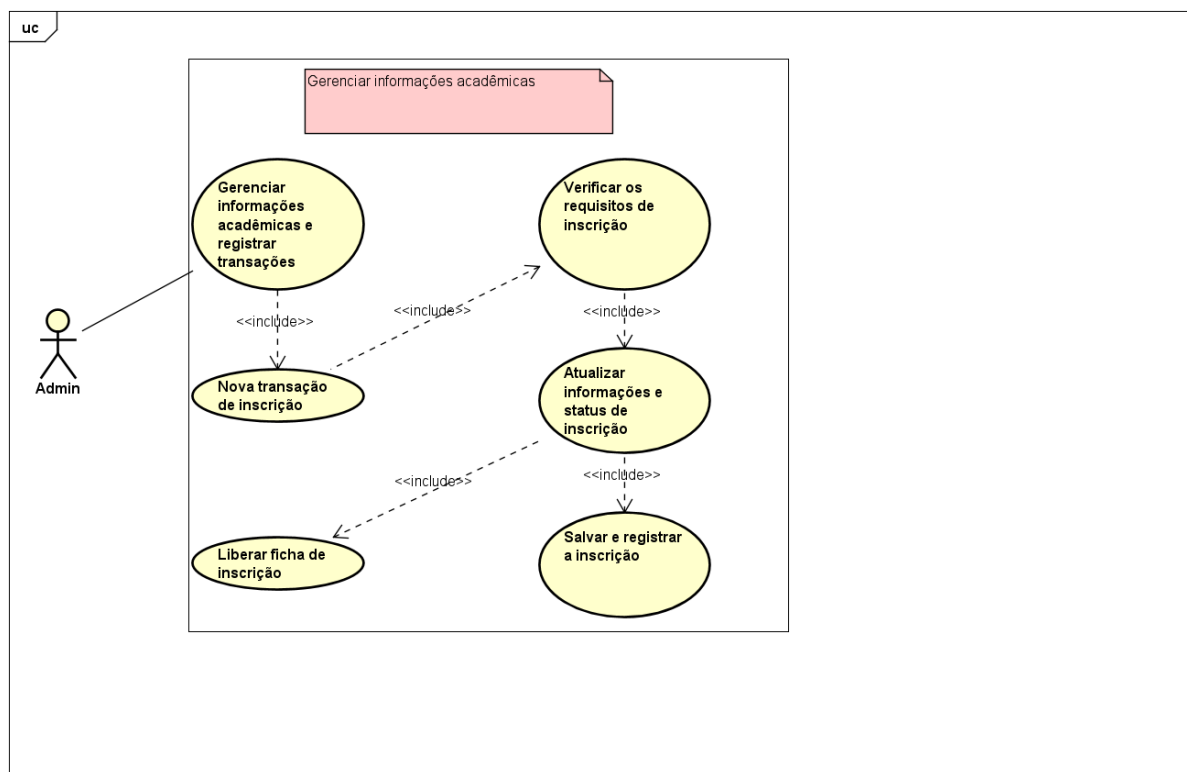 uc
Gerenciar informações acadêmicas
Gerenciar
informações
acadêmicas e
registrar
transações
Verificar os
requisitos de
inscrição
<<include>>
<<include>>
<<include>>
Admin
Nova transação
de inscrição
Atualizar
informações e
status de
inscrição
<<include>>
<<include>>
Liberar ficha de
inscrição
Salvar e registrar
a inscrição